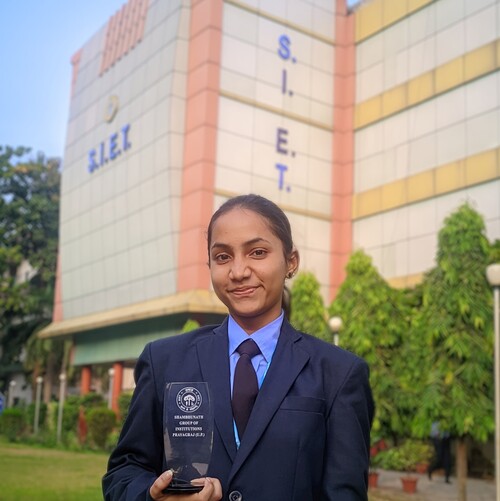 S.I.E.T.
S.
I.
E.
T.
SHAMBHUNATH
GROUP OF
INSTITUTIONS
PRAYAGRAJ (U.P.)